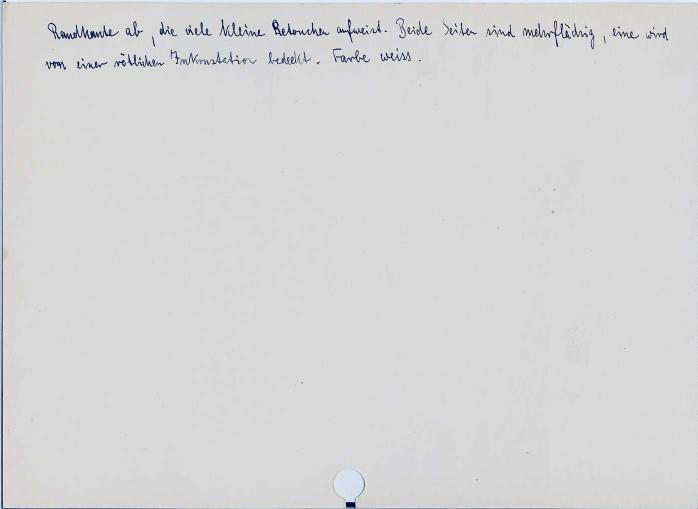 Randkante ab, die viele kleine Retouchen aufweist. Beide Seiten sind mehrflächig, eine wird
von einer rötlichen Inkrustation bedeckt. Farbe weiss.